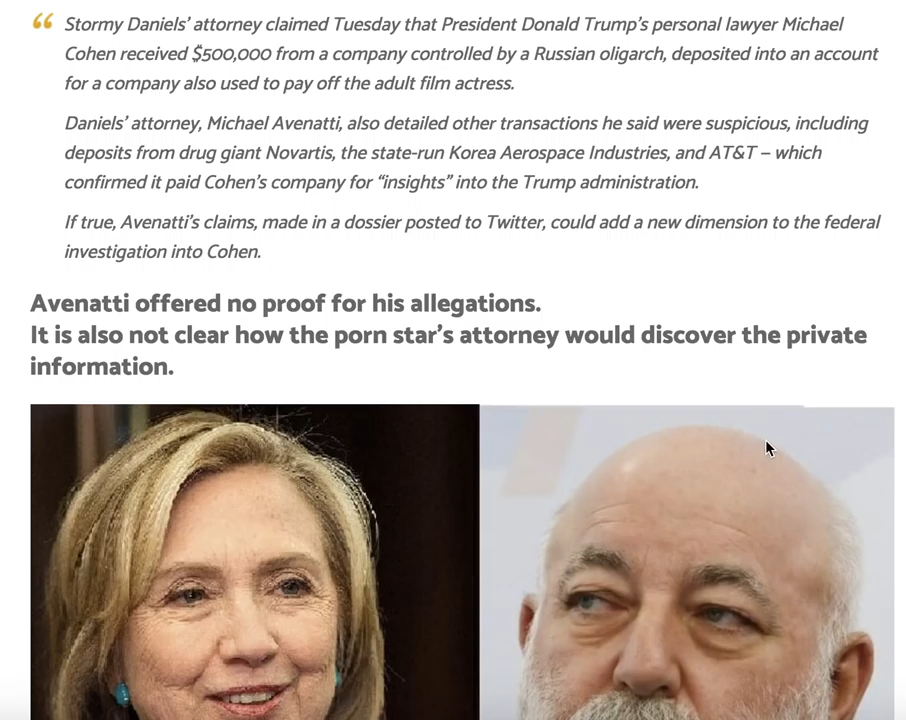 “ Stormy Daniels’ attorney claimed Tuesday that President Donald Trump’s personal lawyer Michael
Cohen received $500,000 from a company controlled by a Russian oligarch, deposited into an account
for a company also used to pay off the adult film actress.
Daniels’ attorney, Michael Avenatti, also detailed other transactions he said were suspicious, including
deposits from drug giant Novartis, the state-run Korea Aerospace Industries, and AT&T – which
confirmed it paid Cohen’s company for “insights” into the Trump administration.
If true, Avenatti’s claims, made in a dossier posted to Twitter, could add a new dimension to the federal
investigation into Cohen.
Avenatti offered no proof for his allegations.
It is also not clear how the porn star’s attorney would discover the private
information.